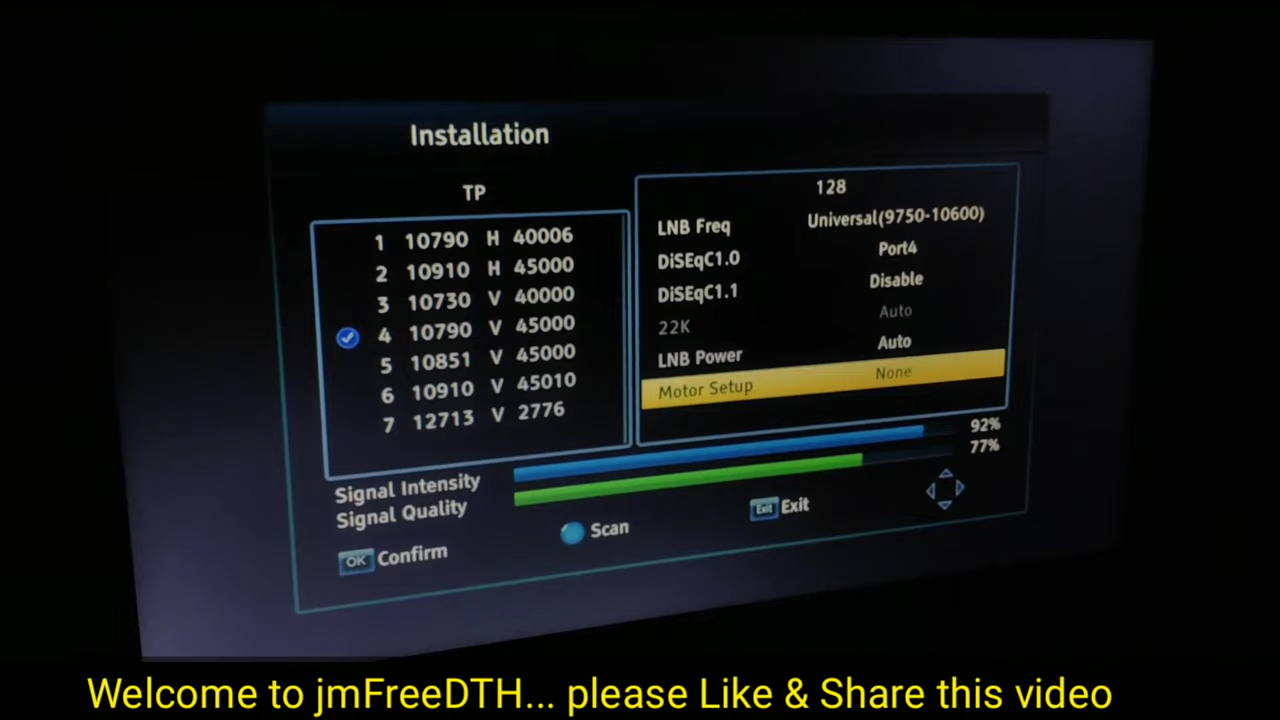 Installation
TP
1 10790 H 40006
2 10910 H 45000
3 10730 V 40000
4 10790 V 45000
5 10851 V 45000
6 10910 V 45010
7 12713 V 2776
128
LNB Freq Universal(9750-10600)
DiSEqC1.0 Port4
DiSEqC1.1 Disable
22K Auto
LNB Power Auto
Motor Setup None
Signal Intensity 92%
Signal Quality 77%
OK Confirm
Scan
Exit Exit
Welcome to jmFreeDTH... please Like & Share this video